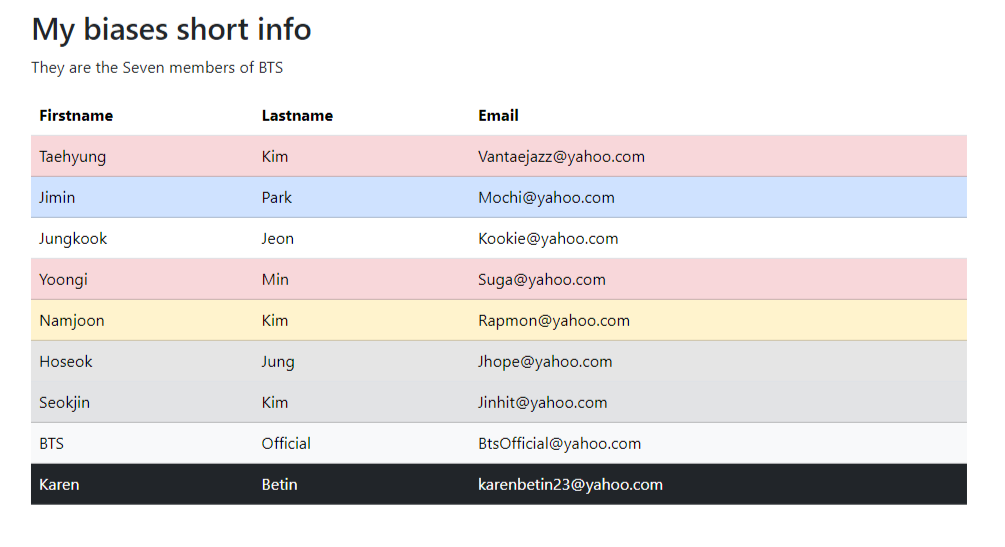 My biases short info
They are the Seven members of BTS
Firstname Lastname Email
Taehyung Kim Vantaejazz@yahoo.com
Jimin Park Mochi@yahoo.com
Jungkook Jeon Kookie@yahoo.com
Yoongi Min Suga@yahoo.com
Namjoon Kim Rapmon@yahoo.com
Hoseok Jung Jhope@yahoo.com
Seokjin Kim Jinhit@yahoo.com
BTS Official BtsOfficial@yahoo.com
Karen Betin karenbetin23@yahoo.com